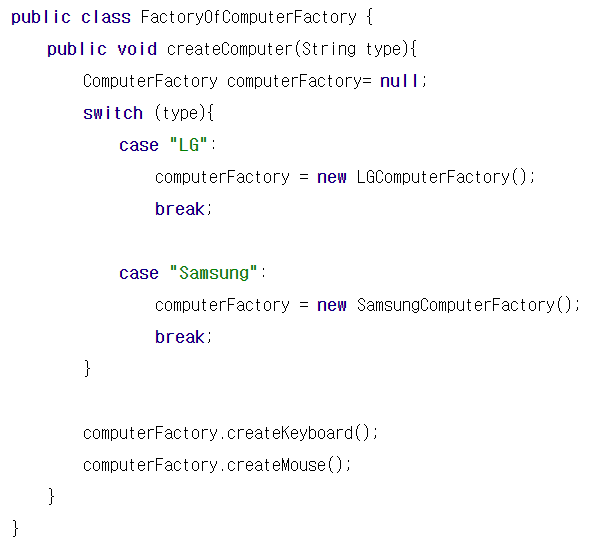 public class FactoryOfComputerFactory {
    public void createComputer(String type){
        ComputerFactory computerFactory= null;
        switch (type){
            case "LG":
                computerFactory = new LGComputerFactory();
                break;

            case "Samsung":
                computerFactory = new SamsungComputerFactory();
                break;
        }

        computerFactory.createKeyboard();
        computerFactory.createMouse();
    }
}